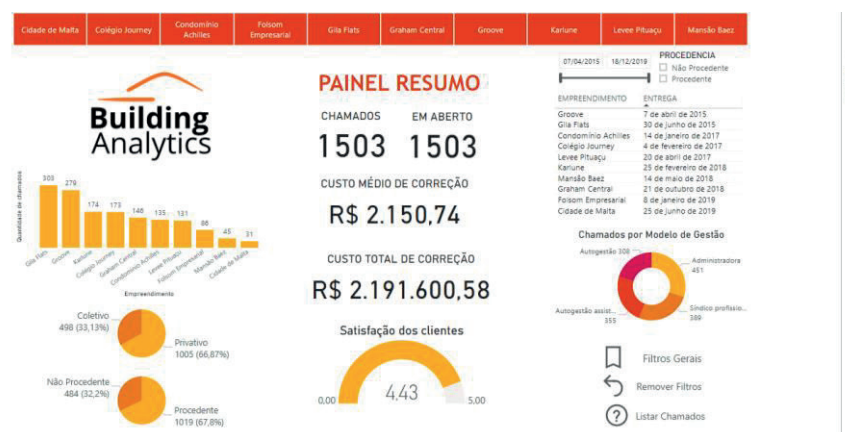 Cidade de Malta
Colégio Journey
Condomínio
Achilles
Folsom
Empresarial
Gila Flats
Graham Central
Groove
Karlune
Levee Pituaçu
Mansão Baez
Building
Analytics
Quantidade de chamados
303
279
174
173
148
135
131
86
45
31
Gila Flats
Groove
Karlune
Colégio Journey
Graham Central
Condomínio Achilles
Levee Pituaçu
Folsom Empresarial
Mansão Baez
Cidade de Malta
Empreendimento
Coletivo
498 (33,13%)
Privativo
1005 (66,87%)
Não Procedente
484 (32,2%)
Procedente
1019 (67,8%)
PAINEL RESUMO
CHAMADOS
EM ABERTO
1503
1503
CUSTO MÉDIO DE CORREÇÃO
R$ 2.150,74
CUSTO TOTAL DE CORREÇÃO
R$ 2.191.600,58
Satisfação dos clientes
4,43
0,00
5,00
07/04/2015
18/12/2019
PROCEDENCIA
Não Procedente
Procedente
EMPREENDIMENTO ENTREGA
Groove 7 de abril de 2015
Gila Flats 30 de junho de 2015
Condomínio Achilles 14 de janeiro de 2017
Colégio Journey 4 de fevereiro de 2017
Levee Pituaçu 20 de abril de 2017
Karlune 25 de fevereiro de 2018
Mansão Baez 14 de maio de 2018
Graham Central 21 de outubro de 2018
Folsom Empresarial 8 de janeiro de 2019
Cidade de Malta 25 de junho de 2019
Chamados por Modelo de Gestão
Autogestão 308
Administradora
451
Autogestão assist...
355
Síndico profissio...
389
Filtros Gerais
Remover Filtros
Listar Chamados